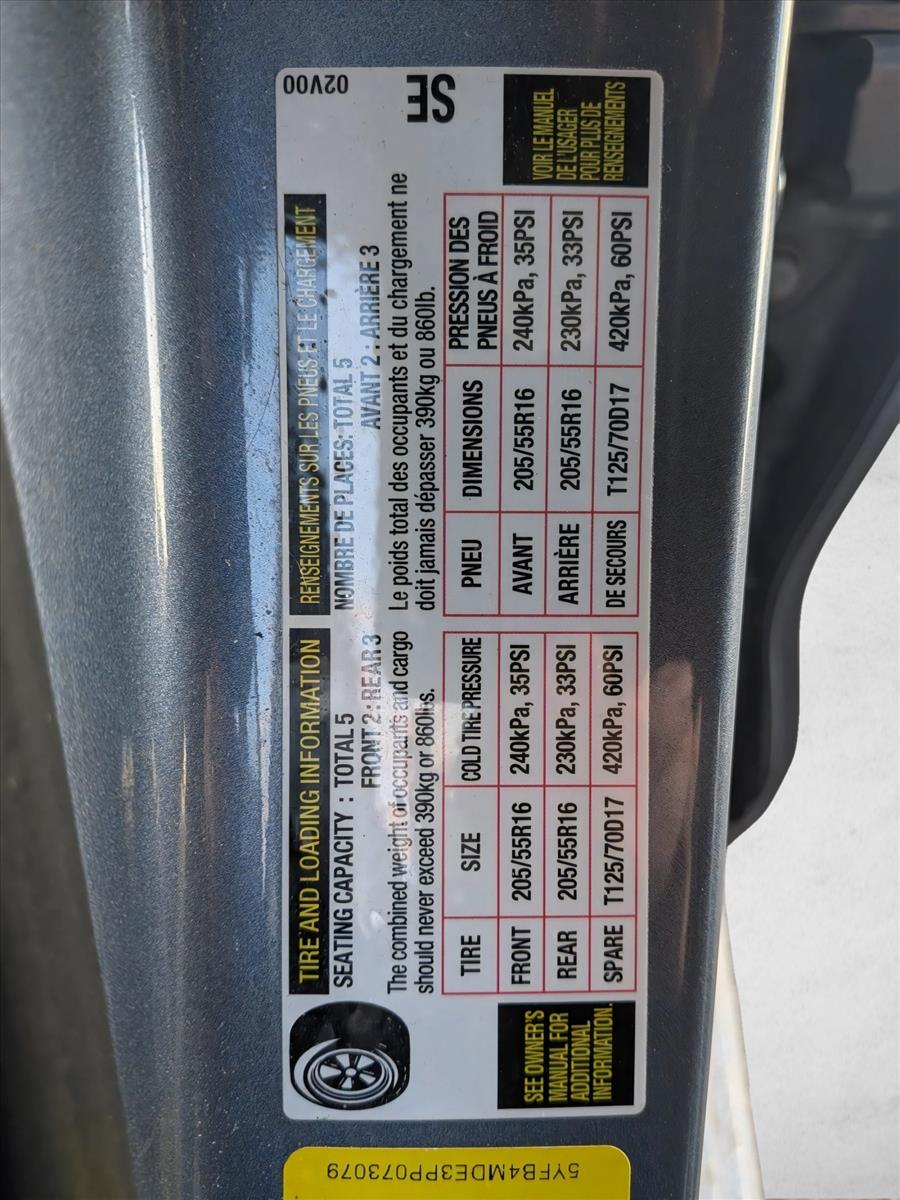 TIRE AND LOADING INFORMATION
SEATING CAPACITY : TOTAL 5
FRONT 2 : REAR 3
The combined weight of occupants and cargo
should never exceed 390kg or 860lbs.
TIRE SIZE COLD TIRE PRESSURE
FRONT 205/55R16 240kPa, 35PSI
REAR 205/55R16 230kPa, 33PSI
SPARE T125/70D17 420kPa, 60PSI
SEE OWNER'S
MANUAL FOR
ADDITIONAL
INFORMATION.
RENSEIGNEMENTS SUR LES PNEUS ET LE CHARGEMENT
NOMBRE DE PLACES: TOTAL 5
AVANT 2 : ARRIÈRE 3
Le poids total des occupants et du chargement ne
doit jamais dépasser 390kg ou 860lb.
PNEU DIMENSIONS PRESSION DES
PNEUS À FROID
AVANT 205/55R16 240kPa, 35PSI
ARRIÈRE 205/55R16 230kPa, 33PSI
DE SECOURS T125/70D17 420kPa, 60PSI
VOIR LE MANUEL
DE L'USAGER
POUR PLUS DE
RENSEIGNEMENTS
02V00
SE
5YFB4MDE3PP073079